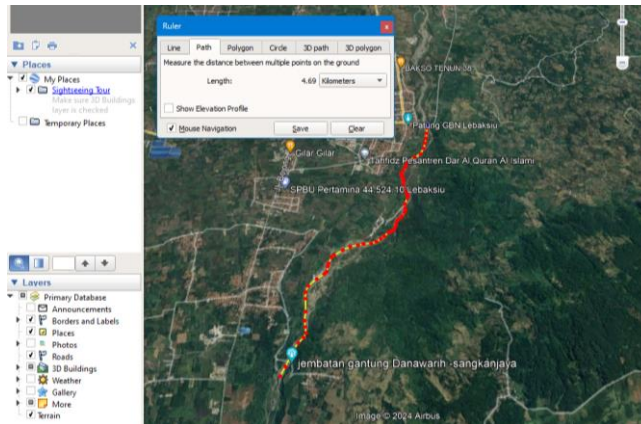 Ruler
Line Path Polygon Circle 3D path 3D polygon
Measure the distance between multiple points on the ground
Length: 4.69 Kilometers
Show Elevation Profile
Mouse Navigation Save Clear
Places
My Places
Sightseeing Tour
Make sure 3D Buildings
layer is checked
Temporary Places
Layers
Primary Database
Announcements
Borders and Labels
Places
Photos
Roads
3D Buildings
Weather
Gallery
More
Terrain
BAKSO TENUN
Patung GBN Lebaksiu
Gilar Gilar
Tahfidz Pesantren Dar Al Quran Al Islami
SPBU Pertamina 44.524.10 Lebaksiu
jembatan gantung Danawarih -sangkanjaya
Image © 2024 Airbus